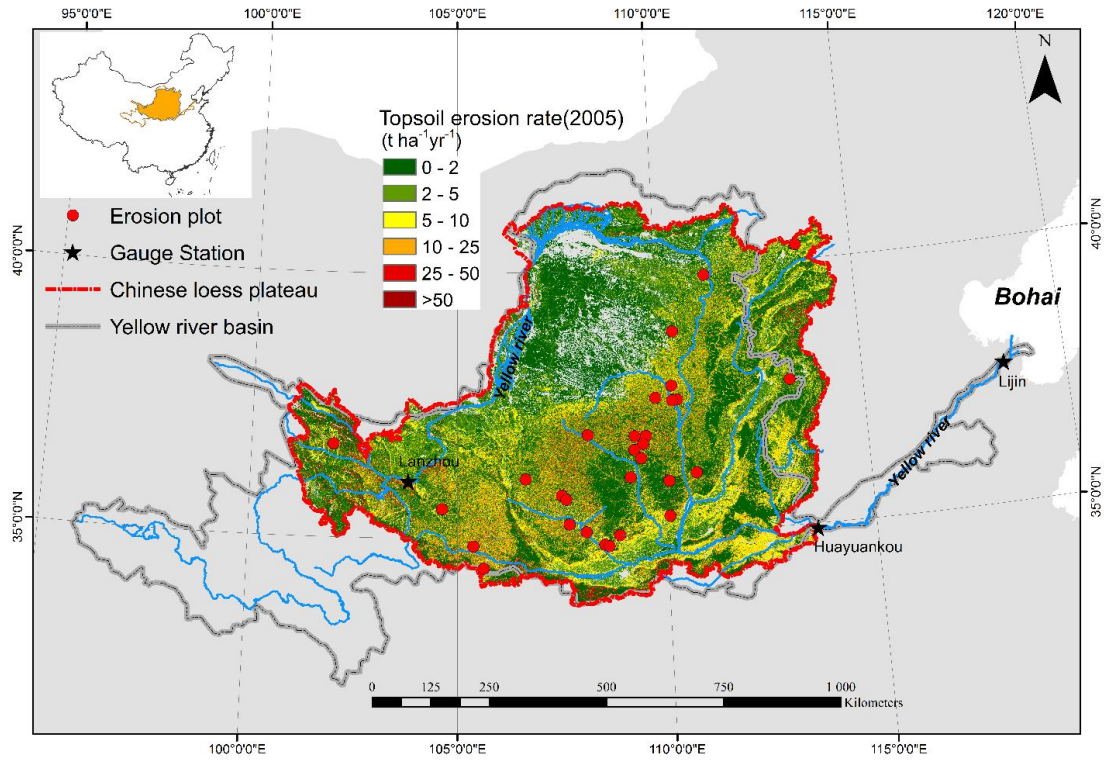 95°0'0"E 100°0'0"E 105°0'0"E 110°0'0"E 115°0'0"E 120°0'0"E
N
Topsoil erosion rate(2005)
(t ha⁻¹yr⁻¹)
0 - 2
2 - 5
5 - 10
10 - 25
25 - 50
>50
Erosion plot
Gauge Station
Chinese loess plateau
Yellow river basin
40°0'0"N
40°0'0"N
Bohai
Yellow river
Lijin
Lanzhou
Yellow river
35°0'0"N
35°0'0"N
Huayuankou
0 125 250 500 750 1 000
Kilometers
100°0'0"E 105°0'0"E 110°0'0"E 115°0'0"E